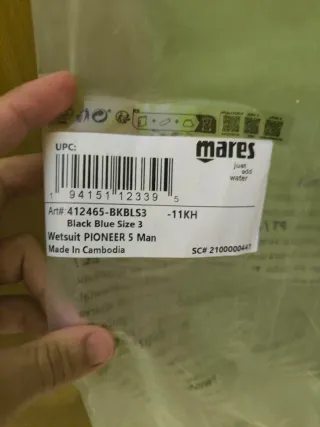 UPC:
mares
just
add
water
1 94151 12339 5
Art#: 412465-BKBLS3 -11KH
Black Blue Size 3
Wetsuit PIONEER 5 Man
Made In Cambodia
SC# 2100000441